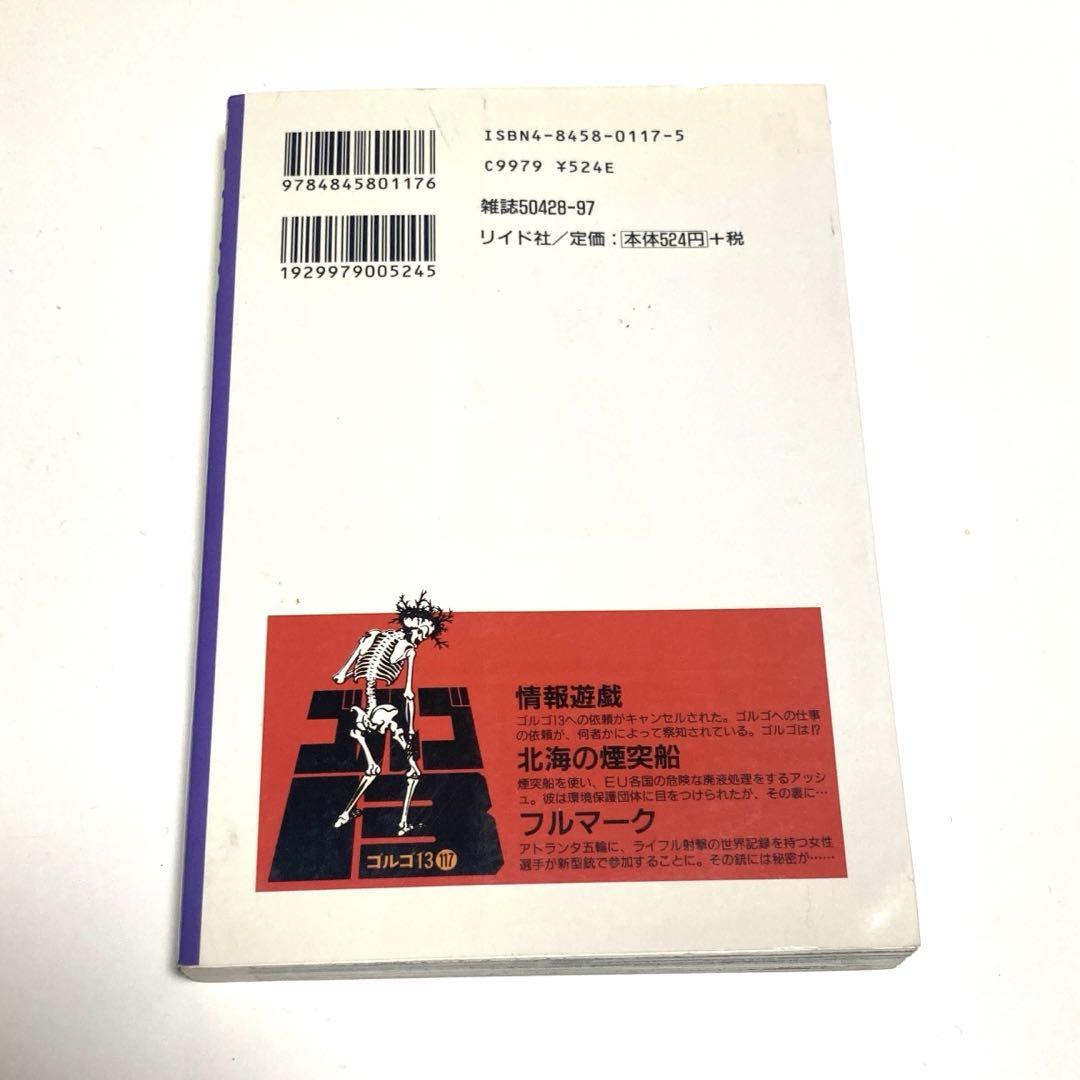 ISBN4-8458-0117-5
C9979 ¥524E
9784845801176
雑誌50428-97
リイド社／定価：本体524円+税
1929979005245
情報遊戯
ゴルゴ13への依頼がキャンセルされた。ゴルゴへの仕事
の依頼が、何者かによって察知されている。ゴルゴは!?
北海の煙突船
煙突船を使い、EU各国の危険な廃液処理をするアッシ
ュ。彼は環境保護団体に目をつけられたが、その裏に…
フルマーク
アトランタ五輪に、ライフル射撃の世界記録を持つ女性
選手が新型銃で参加することに。その銃には秘密が……
ゴルゴ
13
ゴルゴ13 117